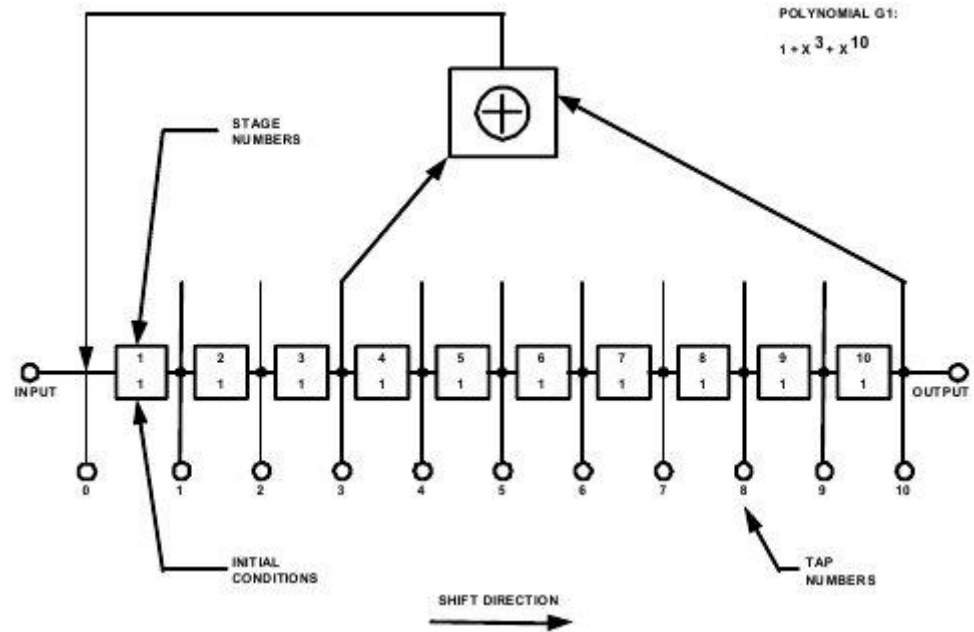 POLYNOMIAL G1:
1 + X 3 + X 10
STAGE
NUMBERS
1 2 3 4 5 6 7 8 9 10
1 1 1 1 1 1 1 1 1 1
INPUT
OUTPUT
0 1 2 3 4 5 6 7 8 9 10
INITIAL
CONDITIONS
TAP
NUMBERS
SHIFT DIRECTION